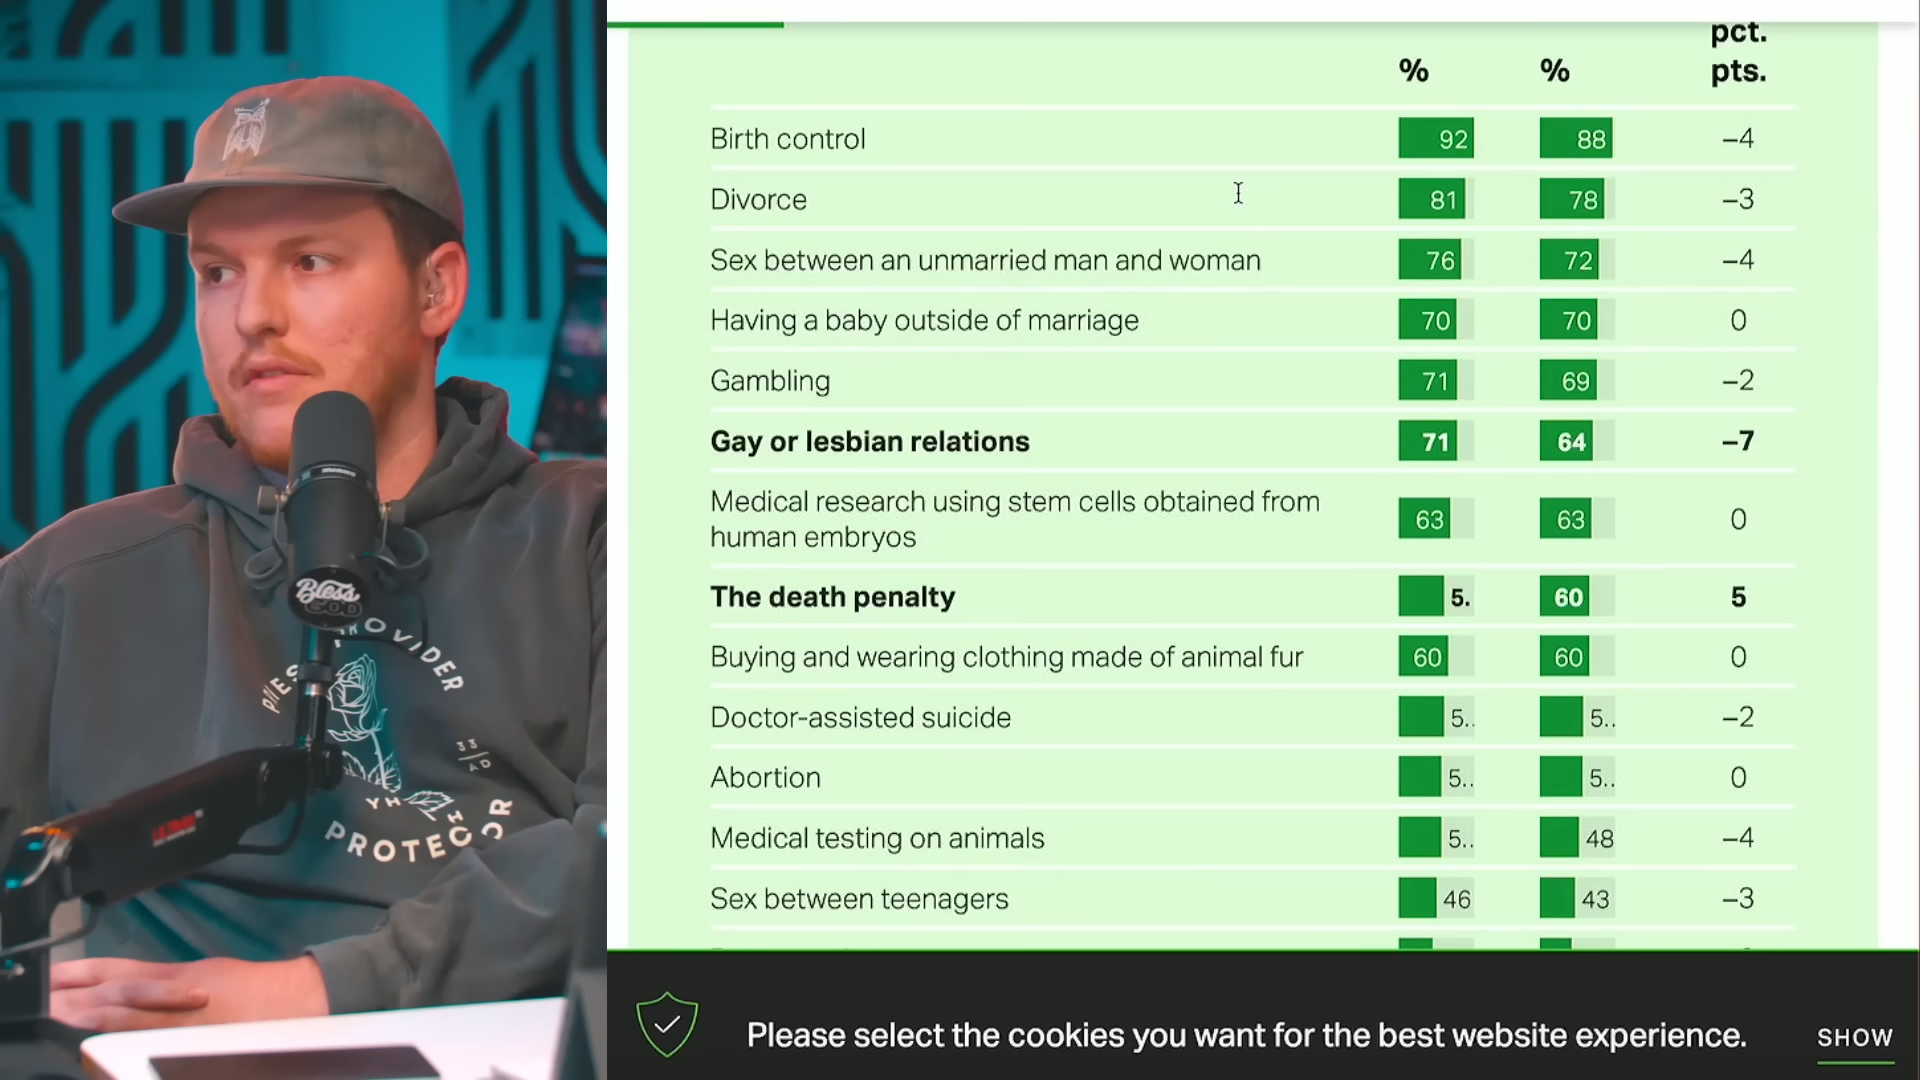 pct.
% % pts.
Birth control 92 88 −4
Divorce 81 78 −3
Sex between an unmarried man and woman 76 72 −4
Having a baby outside of marriage 70 70 0
Gambling 71 69 −2
Gay or lesbian relations 71 64 −7
Medical research using stem cells obtained from
human embryos 63 63 0
The death penalty 5. 60 5
Buying and wearing clothing made of animal fur 60 60 0
Doctor-assisted suicide 5.. 5.. −2
Abortion 5.. 5.. 0
Medical testing on animals 5.. 48 −4
Sex between teenagers 46 43 −3
Please select the cookies you want for the best website experience. SHOW
Bless
GOD
PROVIDER
33
AD
YH
PROTECTOR